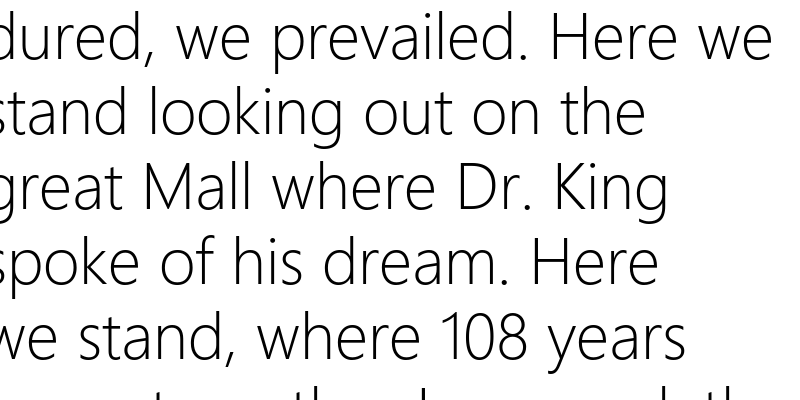 dured, we prevailed. Here we
stand looking out on the
great Mall where Dr. King
spoke of his dream. Here
we stand, where 108 years